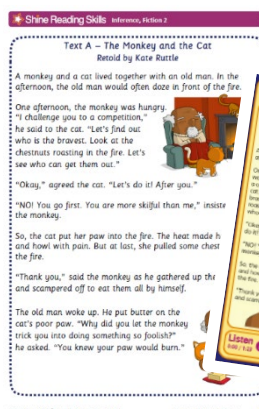 Shine Reading Skills Inference, Fiction 2
Text A – The Monkey and the Cat
Retold by Kate Ruttle
A monkey and a cat lived together with an old man. In the
afternoon, the old man would often doze in front of the fire.
One afternoon, the monkey was hungry.
"I challenge you to a competition,"
he said to the cat. "Let's find out
who is the bravest. Look at the
chestnuts roasting in the fire. Let's
see who can get them out."
"Okay," agreed the cat. "Let's do it! After you."
"NO! You go first. You are more skilful than me," insiste
the monkey.
So, the cat put her paw into the fire. The heat made h
and howl with pain. But at last, she pulled some chest
the fire.
"Thank you," said the monkey as he gathered up the
and scampered off to eat them all by himself.
The old man woke up. He put butter on the
cat's poor paw. "Why did you let the monkey
trick you into doing something so foolish?"
he asked. "You knew your paw would burn."
Listen